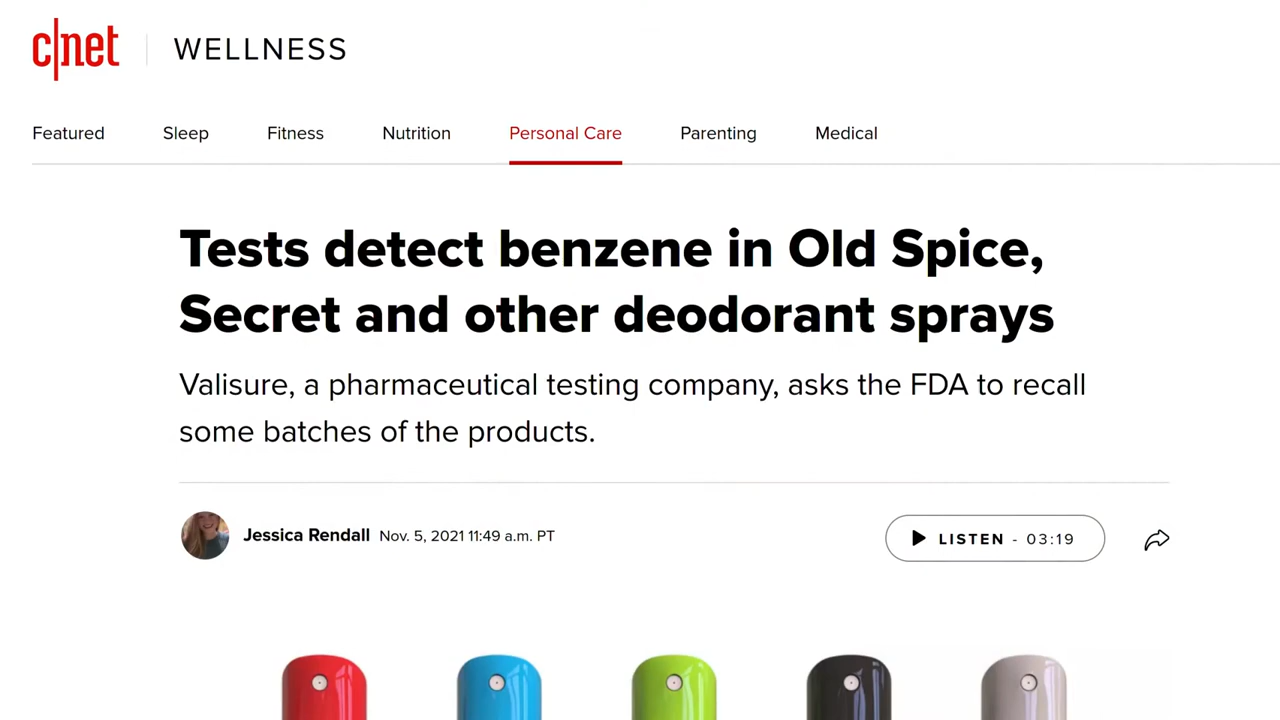 c|net WELLNESS
Featured Sleep Fitness Nutrition Personal Care Parenting Medical
Tests detect benzene in Old Spice,
Secret and other deodorant sprays
Valisure, a pharmaceutical testing company, asks the FDA to recall
some batches of the products.
Jessica Rendall Nov. 5, 2021 11:49 a.m. PT LISTEN - 03:19